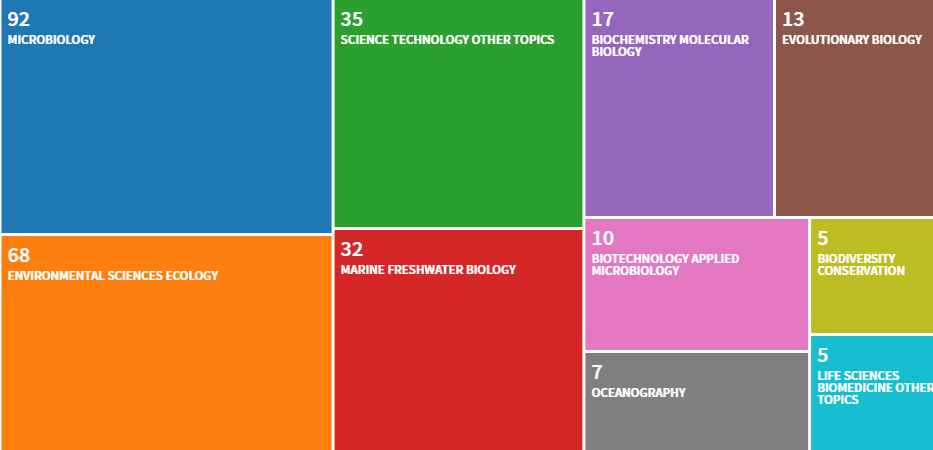 92
MICROBIOLOGY
68
ENVIRONMENTAL SCIENCES ECOLOGY
35
SCIENCE TECHNOLOGY OTHER TOPICS
32
MARINE FRESHWATER BIOLOGY
17
BIOCHEMISTRY MOLECULAR
BIOLOGY
13
EVOLUTIONARY BIOLOGY
10
BIOTECHNOLOGY APPLIED
MICROBIOLOGY
7
OCEANOGRAPHY
5
BIODIVERSITY
CONSERVATION
5
LIFE SCIENCES
BIOMEDICINE OTHER
TOPICS